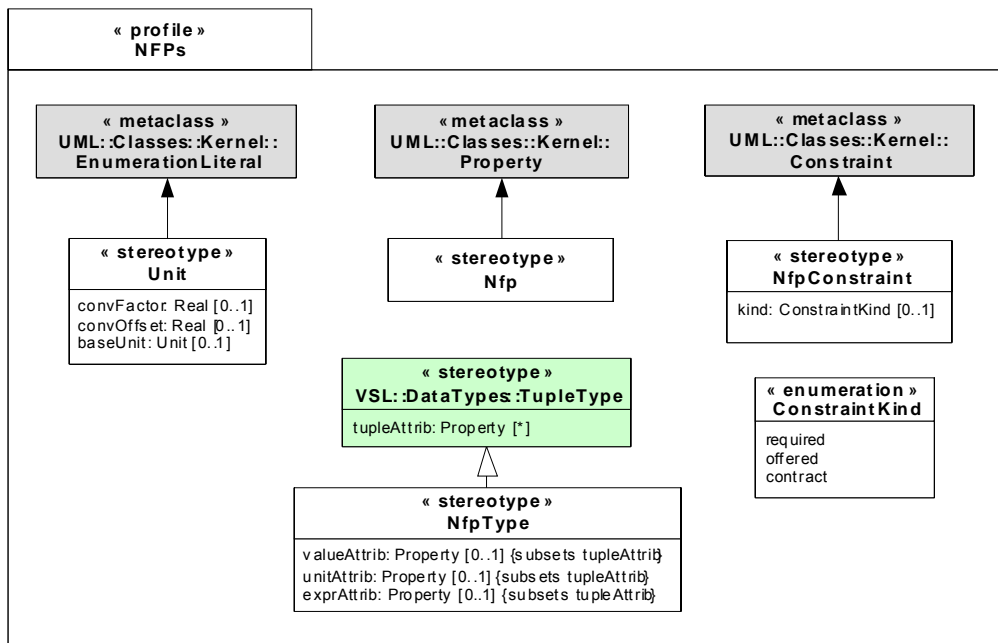 « profile »
NFPs
« metaclass »
UML::Classes::Kernel::
EnumerationLiteral
« metaclass »
UML::Classes::Kernel::
Property
« metaclass »
UML::Classes::Kernel::
Constraint
« stereotype »
Unit
convFactor: Real [0..1]
convOffset: Real [0..1]
baseUnit: Unit [0..1]
« stereotype »
Nfp
« stereotype »
NfpConstraint
kind: ConstraintKind [0..1]
« stereotype »
VSL::DataTypes::TupleType
tupleAttrib: Property [*]
« enumeration »
ConstraintKind
required
offered
contract
« stereotype »
NfpType
valueAttrib: Property [0..1] {subsets tupleAttrib}
unitAttrib: Property [0..1] {subsets tupleAttrib}
exprAttrib: Property [0..1] {subsets tupleAttrib}